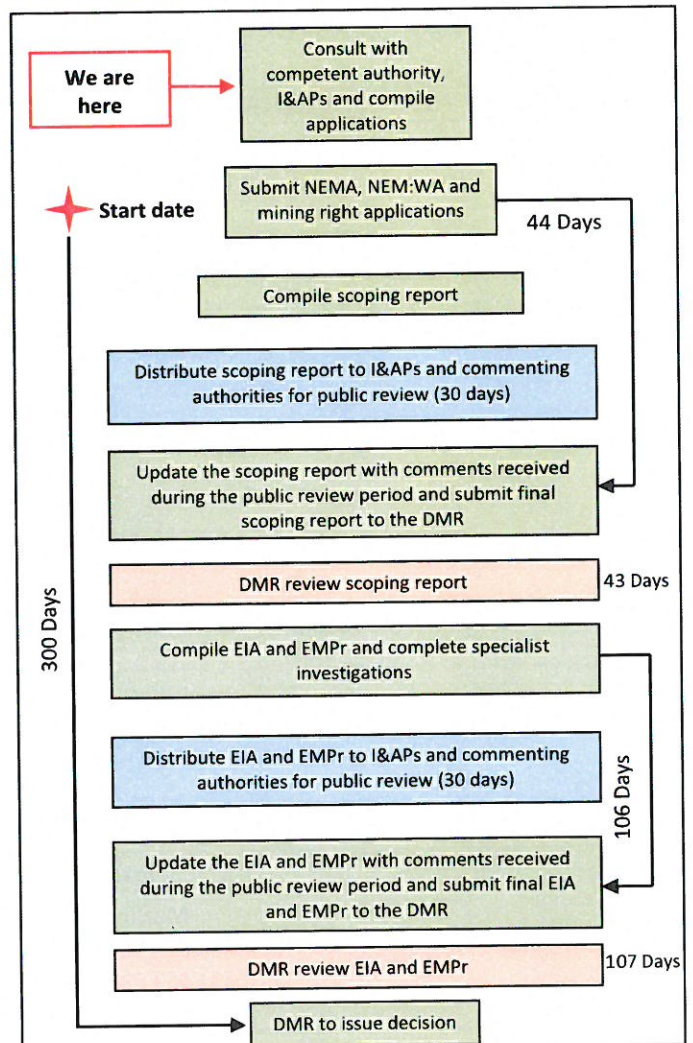 Consult with
competent authority,
I&APs and compile
applications
We are
here
Submit NEMA, NEM:WA and
mining right applications
Start date
44 Days
Compile scoping report
Distribute scoping report to I&APs and commenting
authorities for public review (30 days)
Update the scoping report with comments received
during the public review period and submit final
scoping report to the DMR
DMR review scoping report
43 Days
300 Days
Compile EIA and EMPr and complete specialist
investigations
Distribute EIA and EMPr to I&APs and commenting
authorities for public review (30 days)
106 Days
Update the EIA and EMPr with comments received
during the public review period and submit final EIA
and EMPr to the DMR
DMR review EIA and EMPr
107 Days
DMR to issue decision